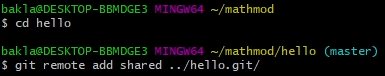 bakla@DESKTOP-BBMDGE3 MINGW64 ~/mathmod
$ cd hello
bakla@DESKTOP-BBMDGE3 MINGW64 ~/mathmod/hello (master)
$ git remote add shared ../hello.git/